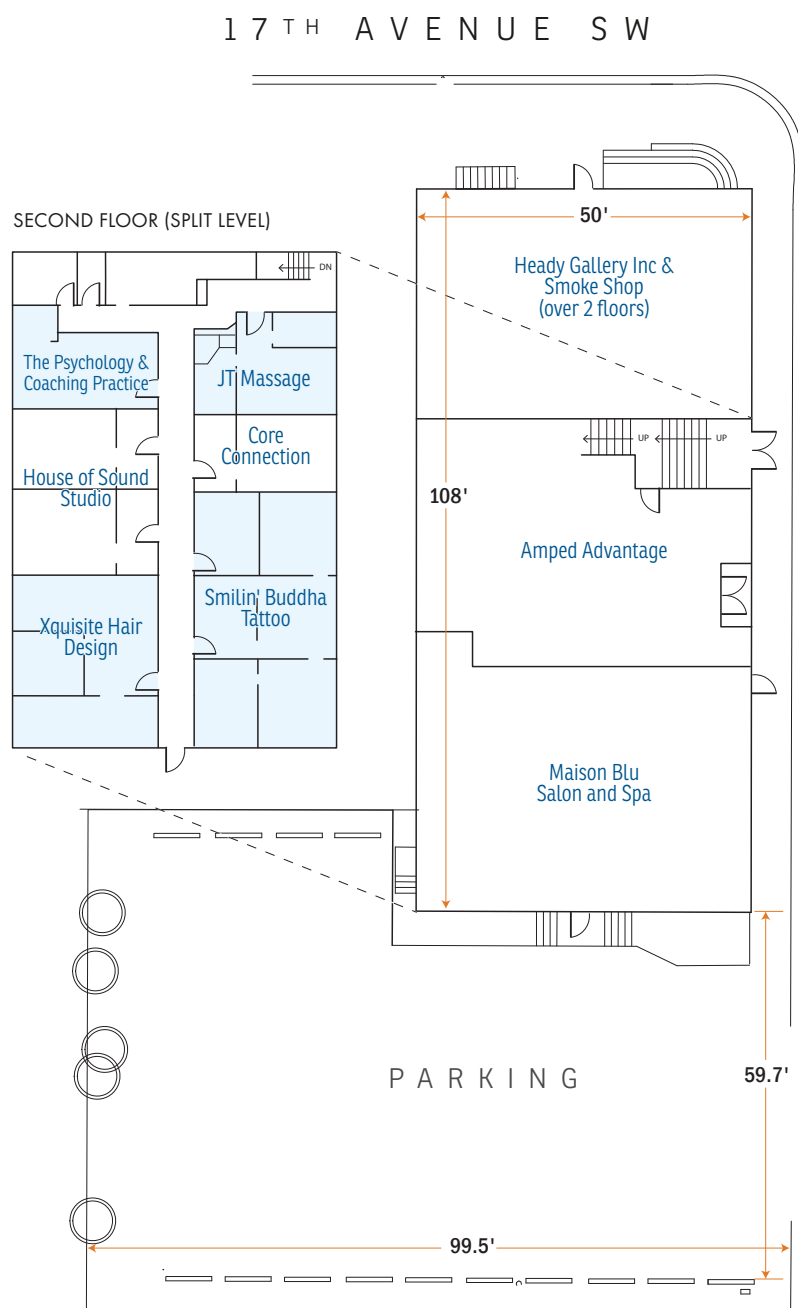 17TH AVENUE SW
SECOND FLOOR (SPLIT LEVEL)
50'
Heady Gallery Inc &
Smoke Shop
(over 2 floors)
DN
The Psychology &
Coaching Practice
JT Massage
Core
Connection
House of Sound
Studio
Smilin' Buddha
Tattoo
Xquisite Hair
Design
UP
UP
108'
Amped Advantage
Maison Blu
Salon and Spa
PARKING
59.7'
99.5'